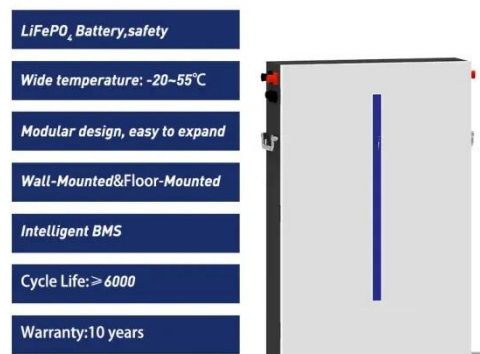 LiFePO₄ Battery,safety
Wide temperature: -20~55℃
Modular design, easy to expand
Wall-Mounted&Floor-Mounted
Intelligent BMS
Cycle Life:≥6000
Warranty:10 years